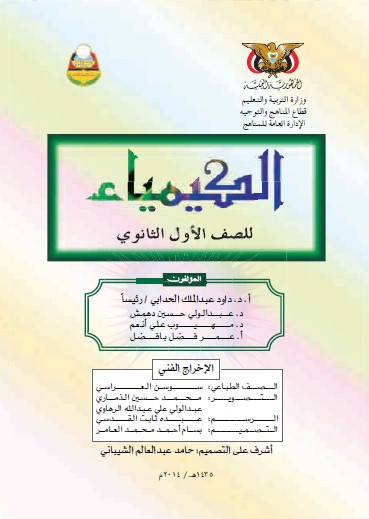 الجمهورية اليمنية
وزارة التربية والتعليم
قطاع المناهج والتوجيه
الإدارة العامة للمناهج
الكيمياء
للصف الأول الثانوي
المؤلفون
أ . د. داود عبدالملك الحدابي / رئيساً
د. عبدالولي حسين دهمش
د. مهيوب علي أنعم
أ. عمر فضل بافضل
الإخراج الفني
الصف الطباعي: سوسن العراسي
التصوير: محمد حسين الذماري
عبدالولي علي عبدالله الرهاوي
الرسم: عبده ثابت القدسي
التصميم: بسام أحمد محمد العامر
أشرف على التصميم: حامد عبدالعالم الشيباني
١٤٣٥هـ / ٢٠١٤م